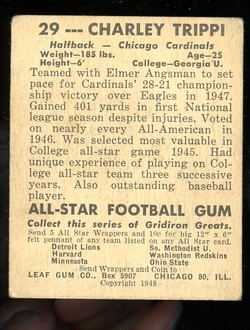 29 --- CHARLEY TRIPPI
Halfback — Chicago Cardinals
Weight-185 lbs. Age-25
Height-6' College-Georgia U.
Teamed with Elmer Angsman to set
pace for Cardinals' 28-21 champion-
ship victory over Eagles in 1947.
Gained 401 yards in first National
league season despite injuries. Voted
on nearly every All-American in
1946. Was selected most valuable in
College all-star game 1945. Had
unique experience of playing on Col-
lege all-star team three successive
years. Also outstanding baseball
player.
ALL-STAR FOOTBALL GUM
Collect this series of Gridiron Greats.
Send 5 All Star Wrappers and 10c for big 12" x 6"
felt pennant of any team listed on any All Star card.
Detroit Lions So. Methodist U.
Harvard Washington Redskins
Minnesota Ohio State
Send Wrappers and Coin to
LEAF GUM CO., Box 5907 CHICAGO 80, ILL.
Copyright 1948